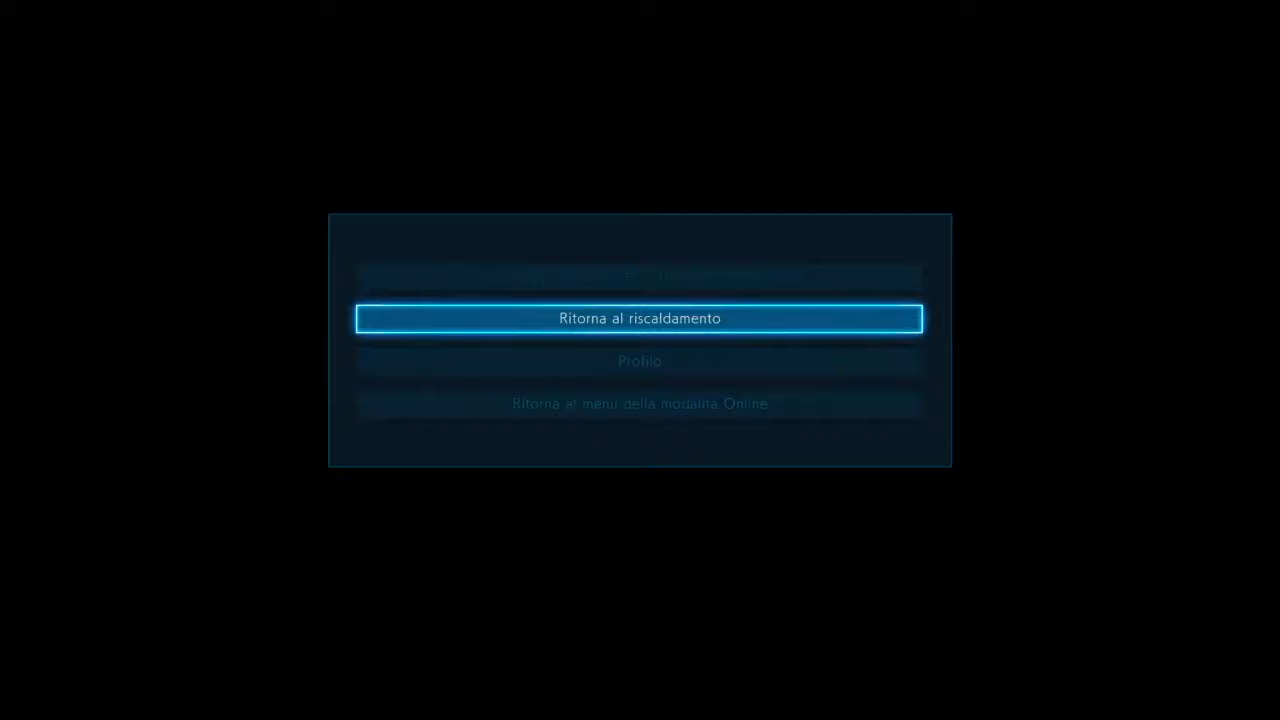 Ritorna al riscaldamento
Profilo
Ritorna al menu della modalità Online